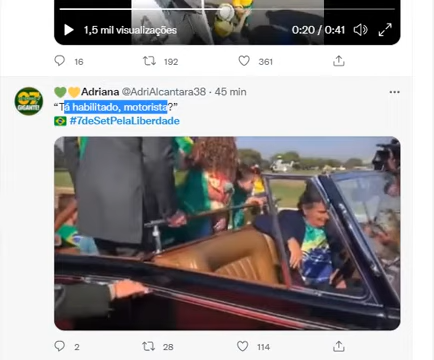 1,5 mil visualizações
0:20 / 0:41
16 192 361
Adriana @AdriAlcantara38 · 45 min
“Tá habilitado, motorista?”
#7deSetPelaLiberdade
2 28 114